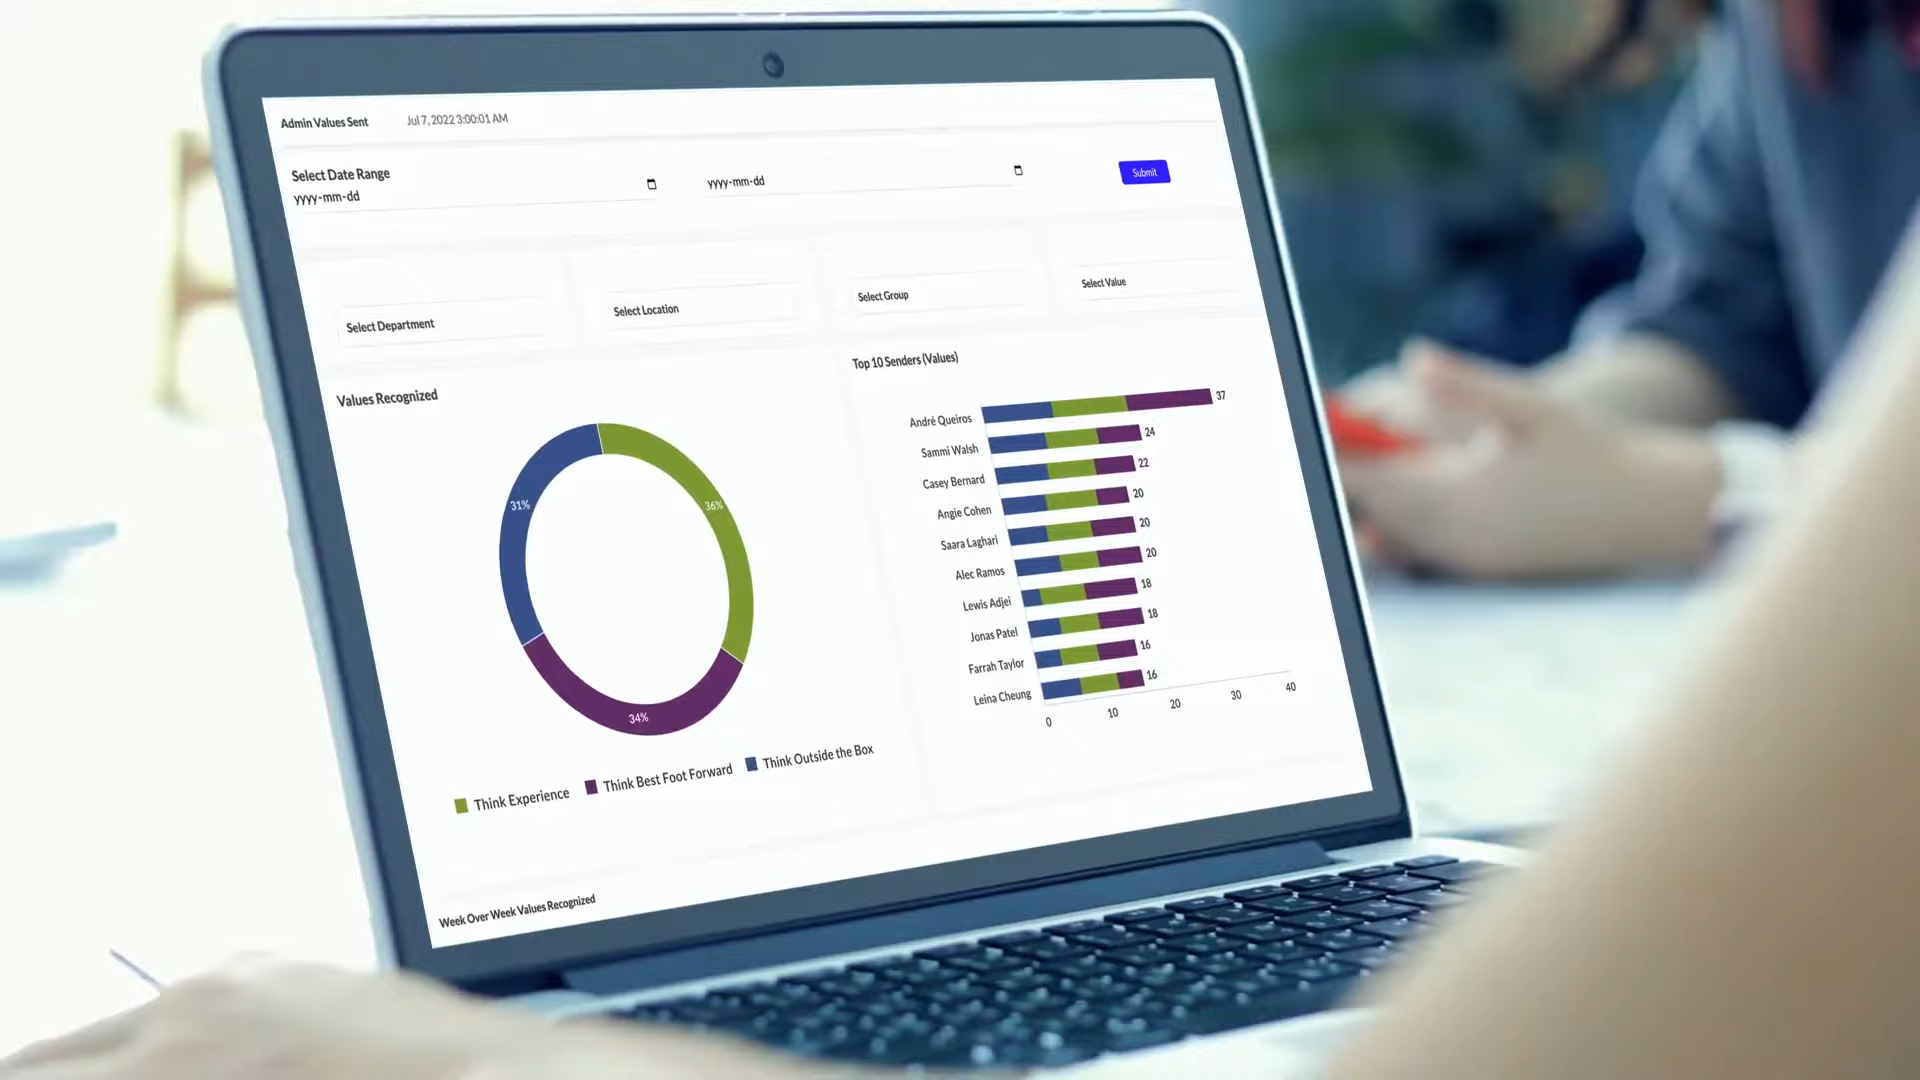 Admin Values Sent Jul 7, 2022 3:00:01 AM
Select Date Range
yyyy-mm-dd yyyy-mm-dd Submit
Select Department Select Location Select Group Select Value
Values Recognized
31%
36%
34%
Think Experience Think Best Foot Forward Think Outside the Box
Top 10 Senders (Values)
André Queiros 37
Sammi Walsh 24
Casey Bernard 22
Angie Cohen 20
Saara Laghari 20
Alec Ramos 20
Lewis Adjei 18
Jonas Patel 18
Farrah Taylor 16
Leina Cheung 16
0 10 20 30 40
Week Over Week Values Recognized